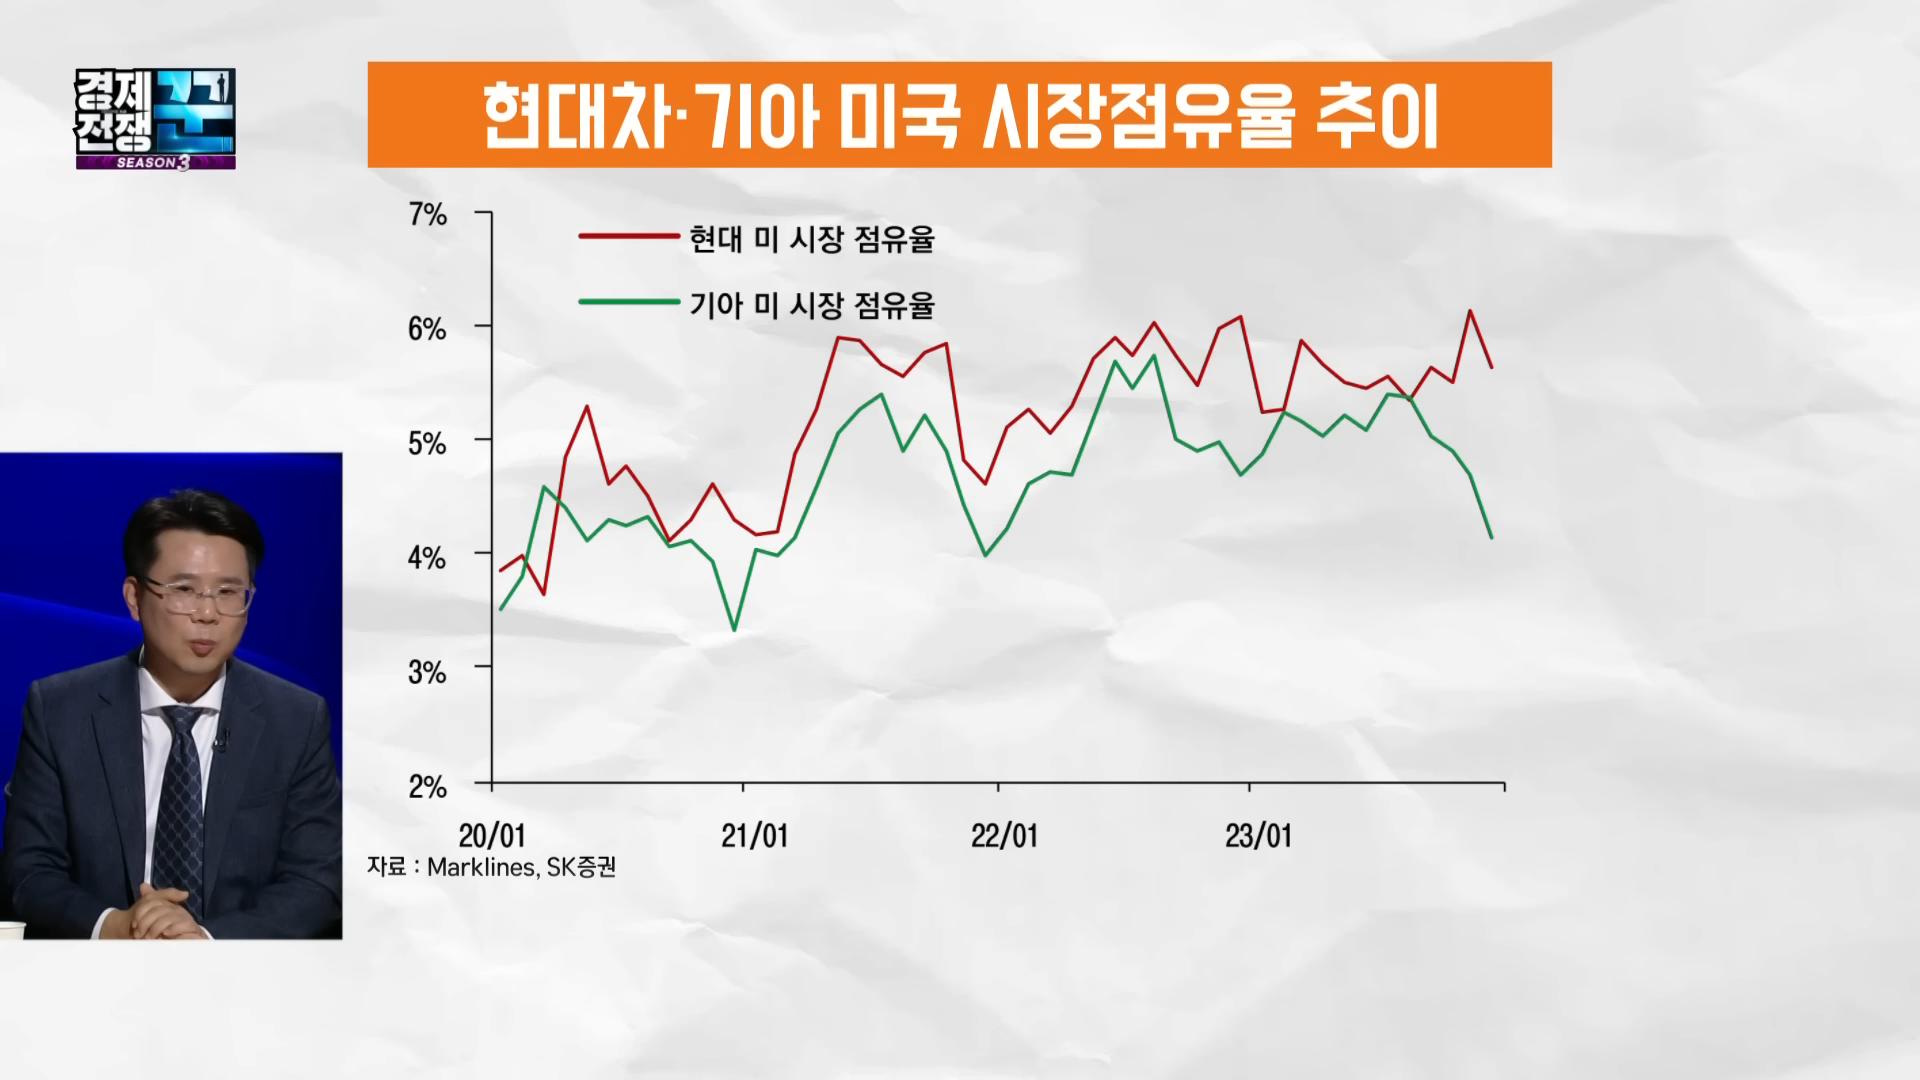 경제
전쟁 꾼
SEASON3
현대차·기아 미국 시장점유율 추이
7%
현대 미 시장 점유율
기아 미 시장 점유율
6%
5%
4%
3%
2%
20/01 21/01 22/01 23/01
자료 : Marklines, SK증권